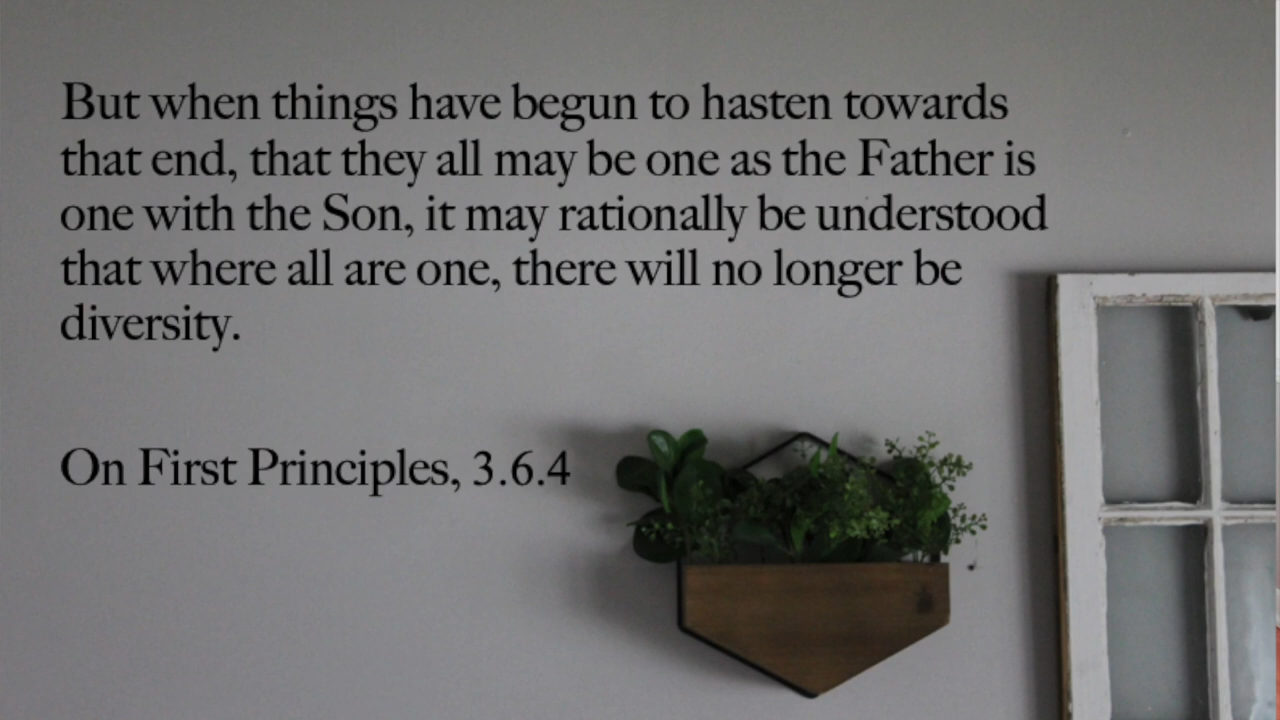 But when things have begun to hasten towards
that end, that they all may be one as the Father is
one with the Son, it may rationally be understood
that where all are one, there will no longer be
diversity.
On First Principles, 3.6.4